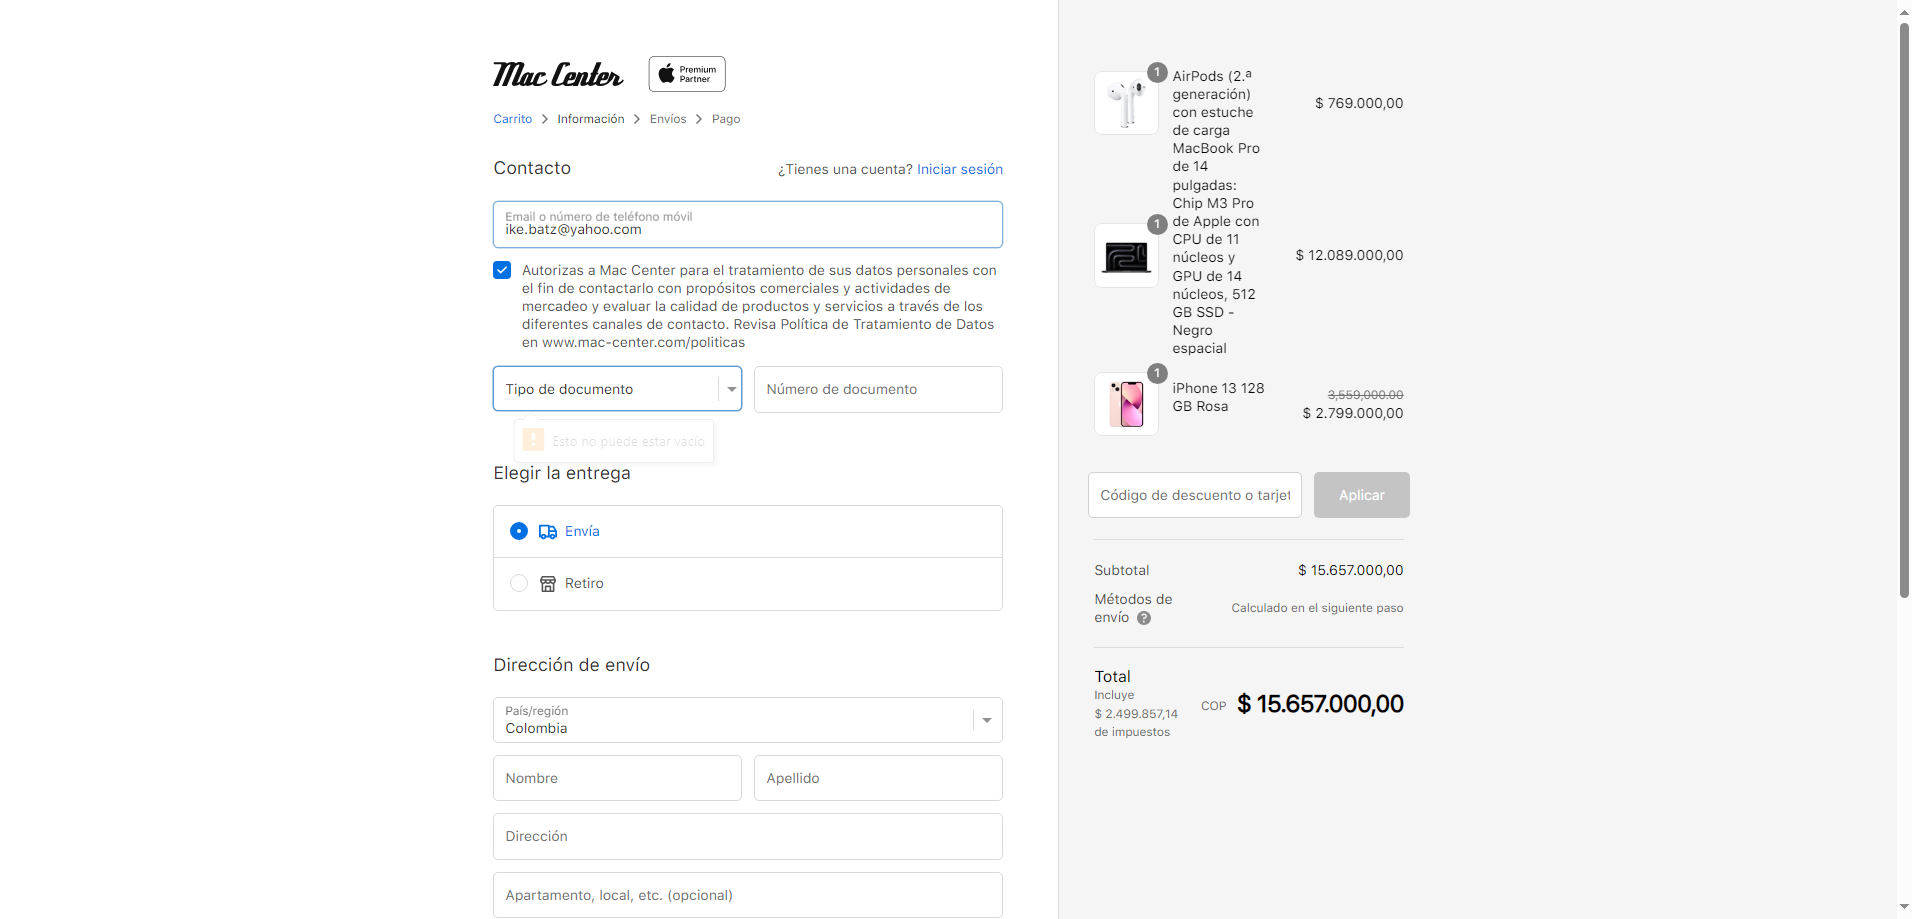 Mac Center
Premium
Partner
Carrito > Información > Envíos > Pago
Contacto
¿Tienes una cuenta? Iniciar sesión
Email o número de teléfono móvil
ike.batz@yahoo.com
Autorizas a Mac Center para el tratamiento de sus datos personales con
el fin de contactarlo con propósitos comerciales y actividades de
mercadeo y evaluar la calidad de productos y servicios a través de los
diferentes canales de contacto. Revisa Política de Tratamiento de Datos
en www.mac-center.com/politicas
Tipo de documento
Número de documento
Esto no puede estar vacío
Elegir la entrega
Envía
Retiro
Dirección de envío
País/región
Colombia
Nombre
Apellido
Dirección
Apartamento, local, etc. (opcional)
1
AirPods (2.ª
generación)
con estuche
de carga
$ 769.000,00
1
MacBook Pro
de 14
pulgadas:
Chip M3 Pro
de Apple con
CPU de 11
núcleos y
GPU de 14
núcleos, 512
GB SSD -
Negro
espacial
$ 12.089.000,00
1
iPhone 13 128
GB Rosa
3,559,000.00
$ 2.799.000,00
Código de descuento o tarjet
Aplicar
Subtotal
$ 15.657.000,00
Métodos de
envío ?
Calculado en el siguiente paso
Total
Incluye
$ 2.499.857,14
de impuestos
COP $ 15.657.000,00